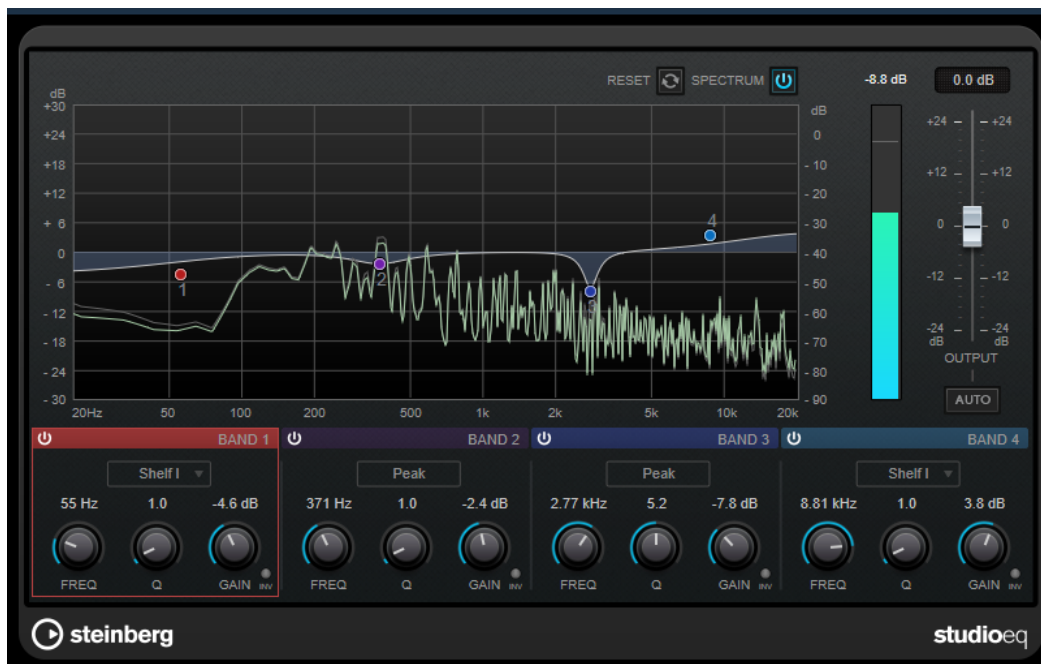 RESET SPECTRUM -8.8 dB 0.0 dB
dB
+30
+24
+18
+12
+ 6
0
- 6
- 12
- 18
- 24
- 30
dB
0
- 10
- 20
- 30
- 40
- 50
- 60
- 70
- 80
- 90
1
2
3
4
20Hz 50 100 200 500 1k 2k 5k 10k 20k
+24 +24
+12 +12
0 0
-12 -12
-24 -24
dB dB
OUTPUT
AUTO
BAND 1 BAND 2 BAND 3 BAND 4
Shelf I Peak Peak Shelf I
55 Hz 1.0 -4.6 dB 371 Hz 1.0 -2.4 dB 2.77 kHz 5.2 -7.8 dB 8.81 kHz 1.0 3.8 dB
FREQ Q GAIN INV FREQ Q GAIN INV FREQ Q GAIN INV FREQ Q GAIN INV
steinberg studioeq